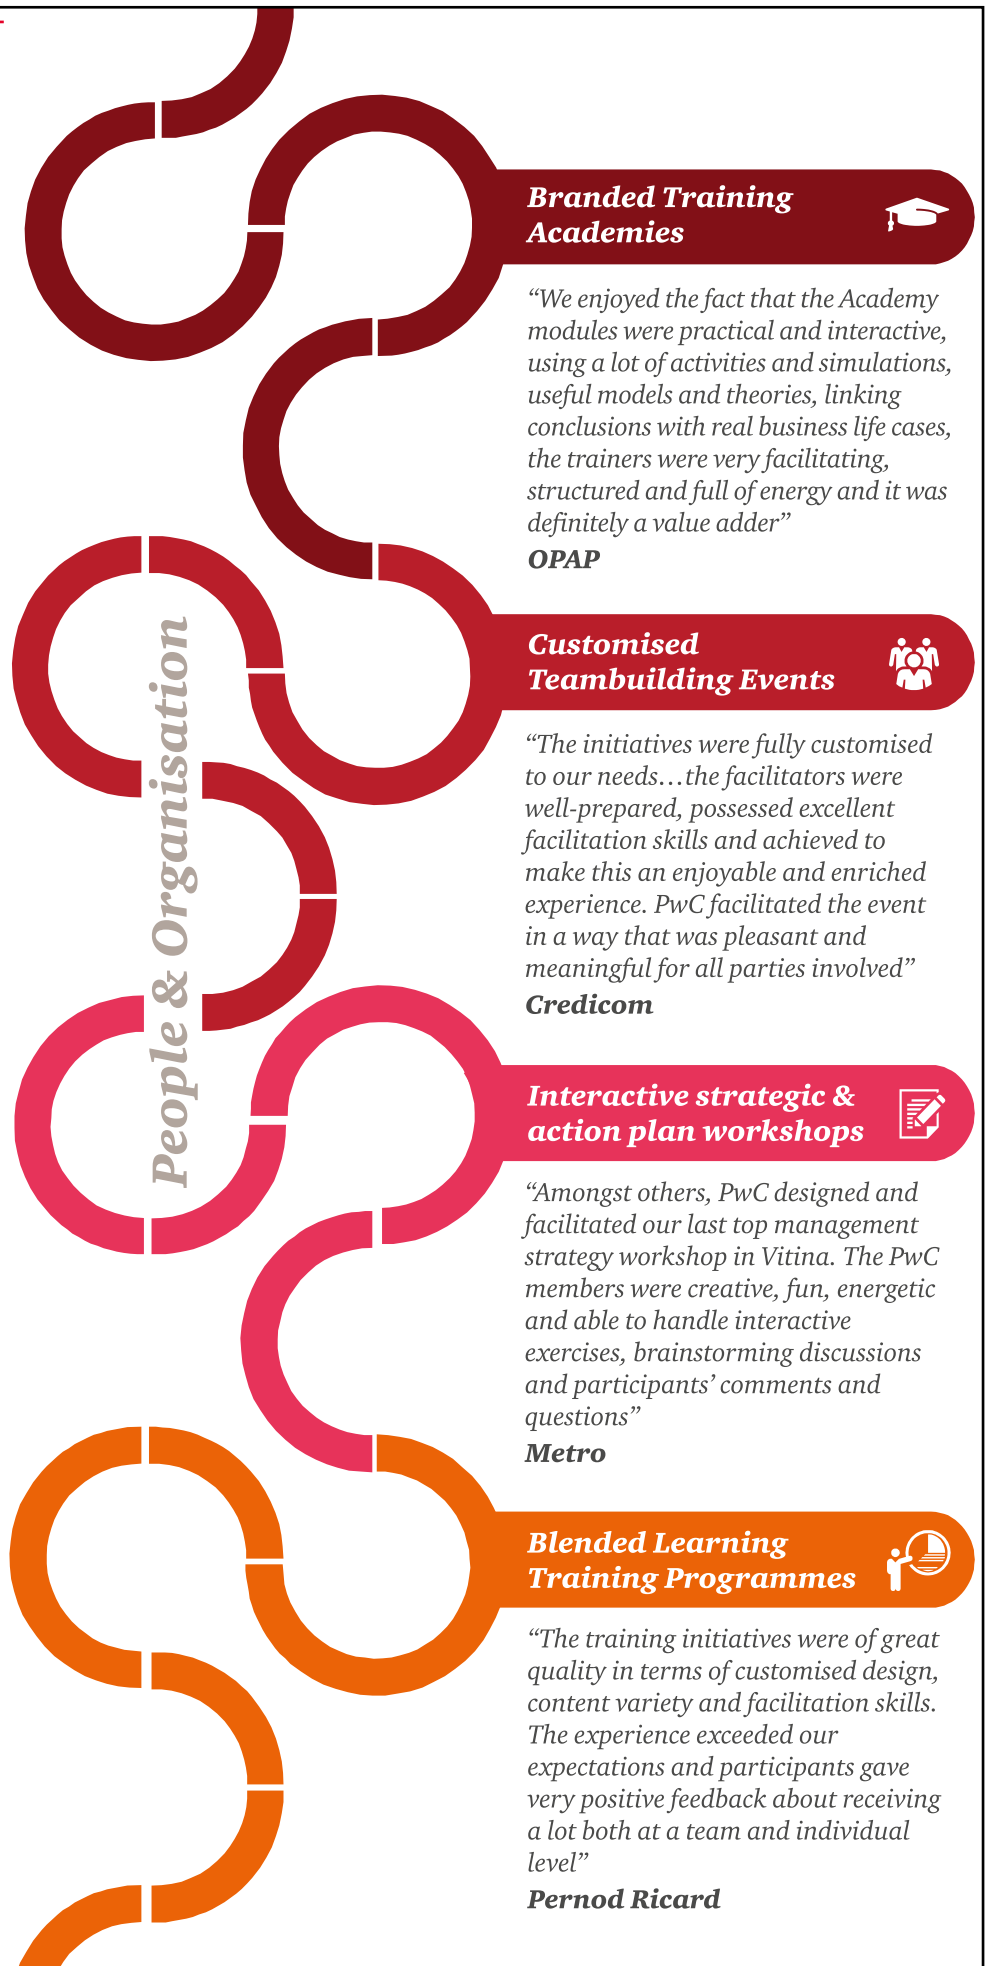 Branded Training
Academies
“We enjoyed the fact that the Academy
modules were practical and interactive,
using a lot of activities and simulations,
useful models and theories, linking
conclusions with real business life cases,
the trainers were very facilitating,
structured and full of energy and it was
definitely a value adder”
OPAP
People & Organisation
Customised
Teambuilding Events
“The initiatives were fully customised
to our needs…the facilitators were
well-prepared, possessed excellent
facilitation skills and achieved to
make this an enjoyable and enriched
experience. PwC facilitated the event
in a way that was pleasant and
meaningful for all parties involved”
Credicom
Interactive strategic &
action plan workshops
“Amongst others, PwC designed and
facilitated our last top management
strategy workshop in Vitina. The PwC
members were creative, fun, energetic
and able to handle interactive
exercises, brainstorming discussions
and participants’ comments and
questions”
Metro
Blended Learning
Training Programmes
“The training initiatives were of great
quality in terms of customised design,
content variety and facilitation skills.
The experience exceeded our
expectations and participants gave
very positive feedback about receiving
a lot both at a team and individual
level”
Pernod Ricard